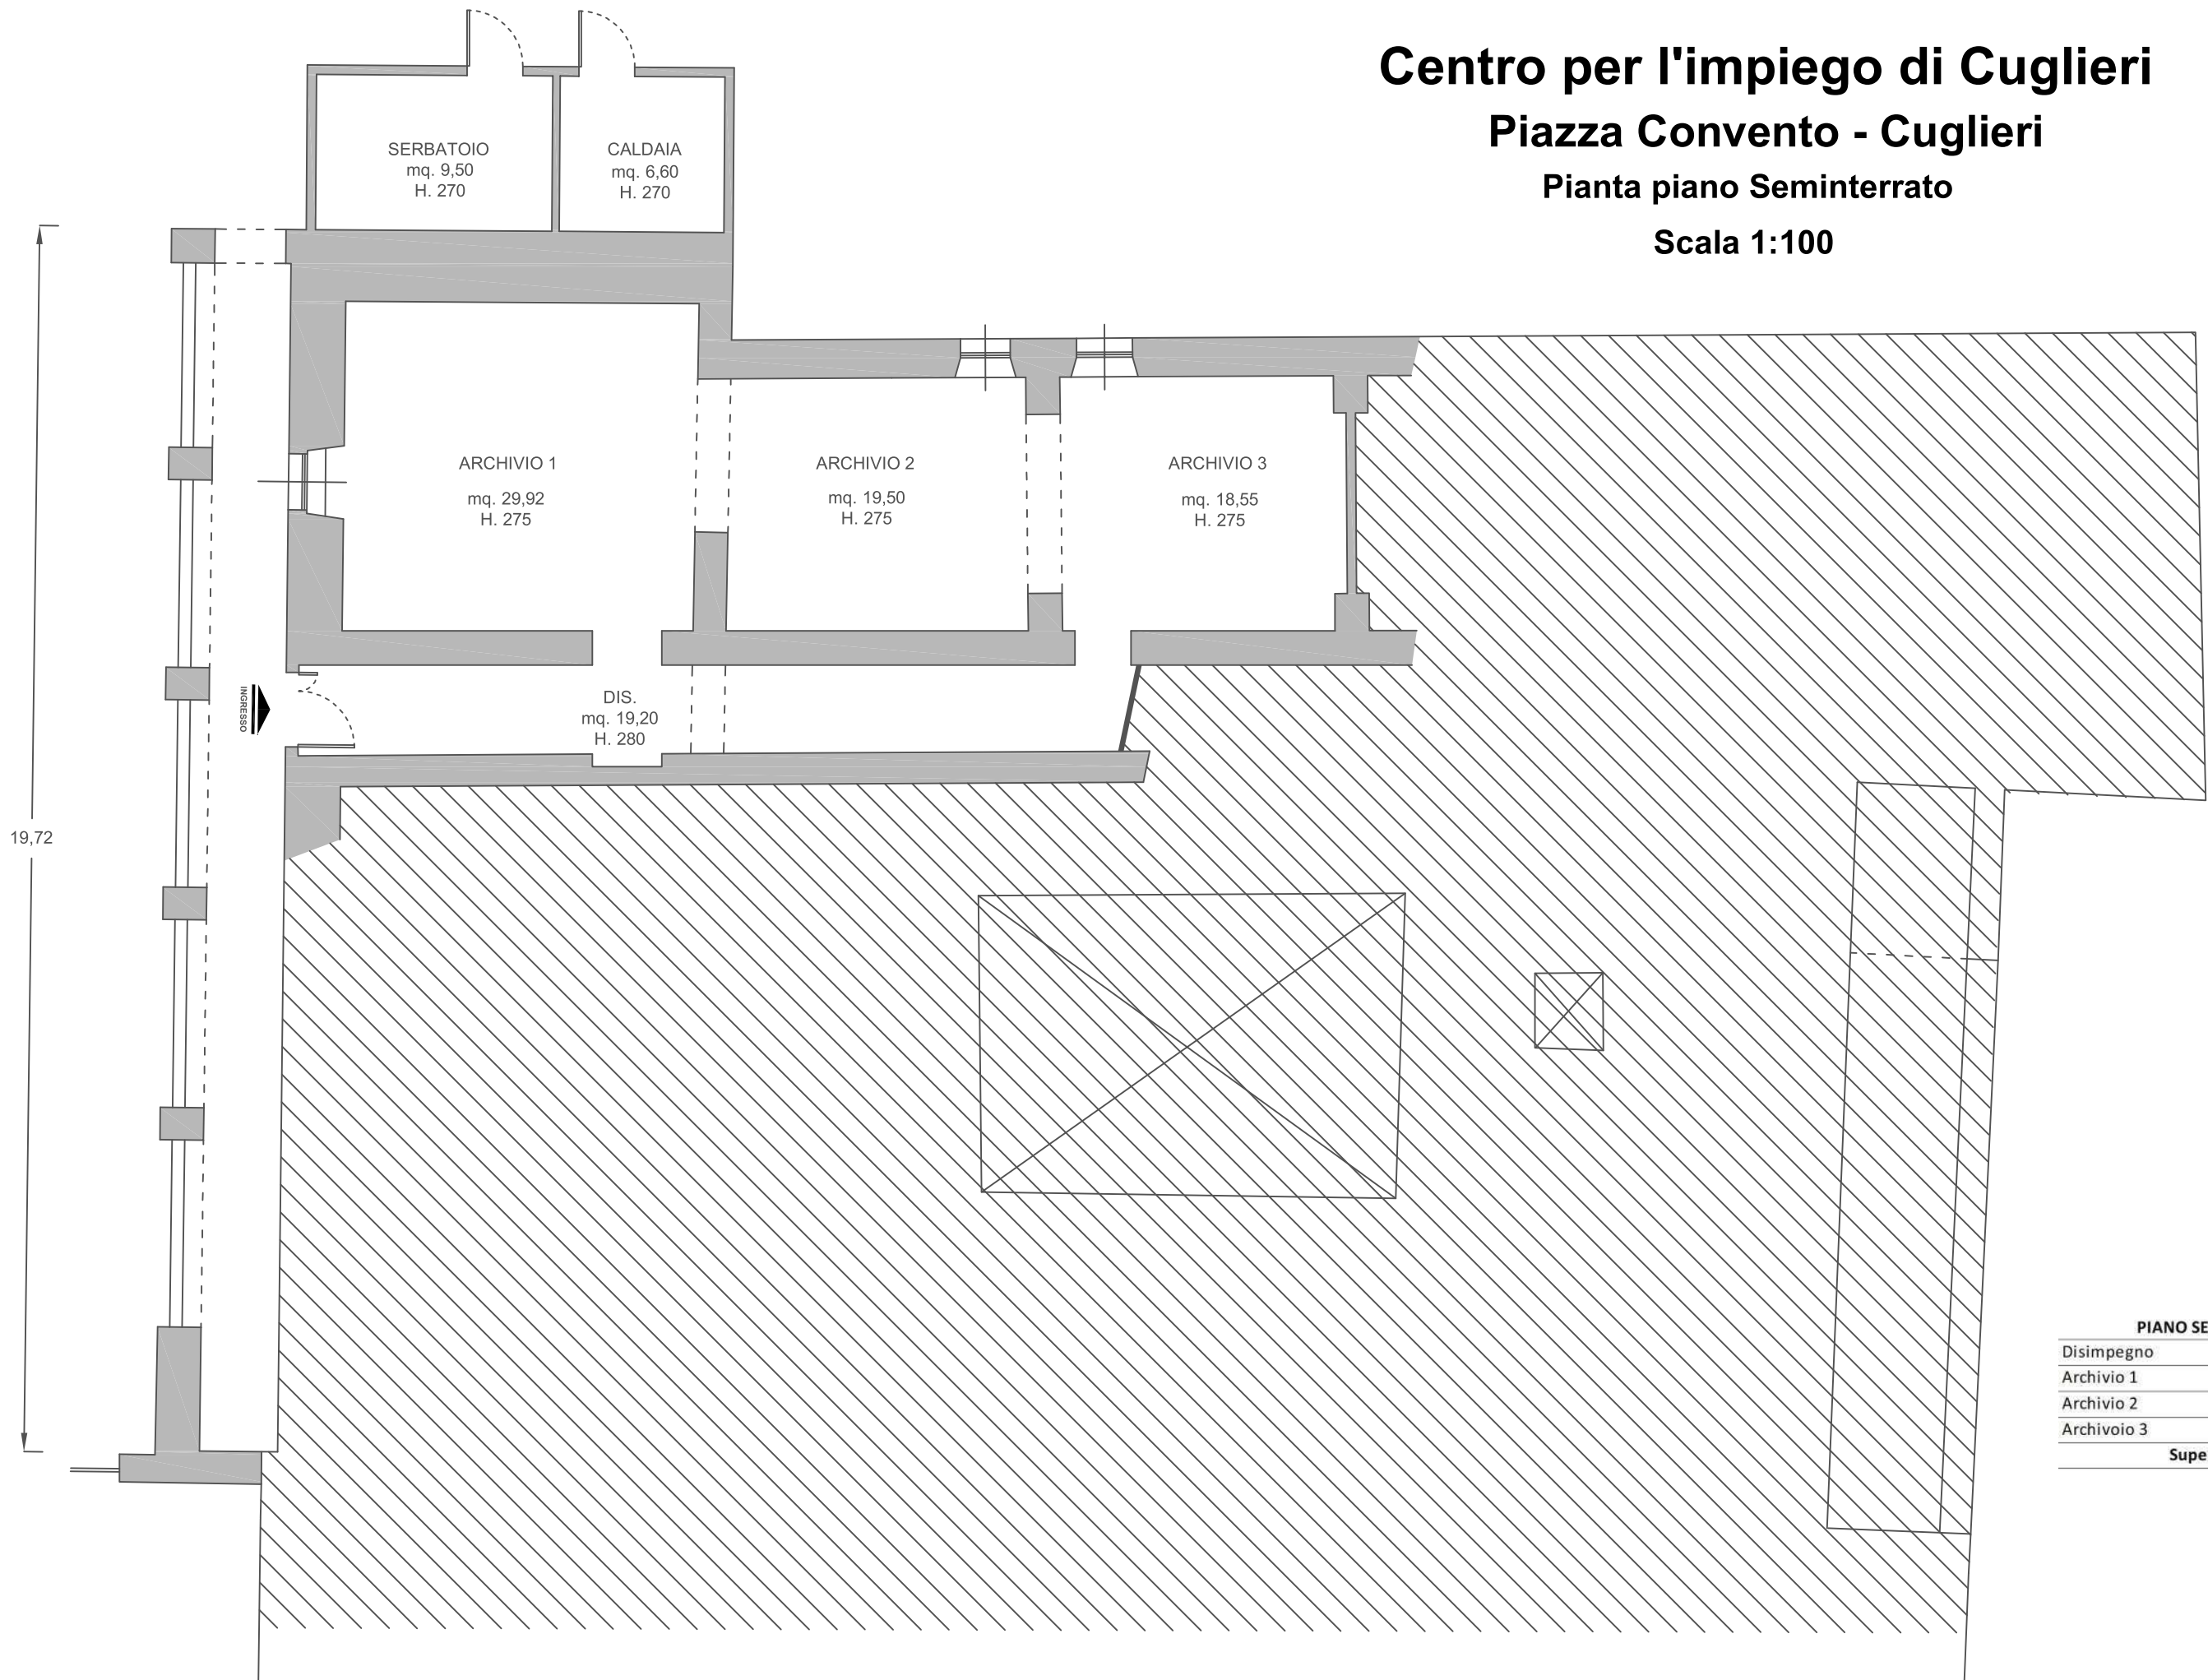 Centro per l'impiego di Cuglieri
Piazza Convento - Cuglieri
Pianta piano Seminterrato
Scala 1:100
SERBATOIO
mq. 9,50
H. 270
CALDAIA
mq. 6,60
H. 270
ARCHIVIO 1
mq. 29,92
H. 275
ARCHIVIO 2
mq. 19,50
H. 275
ARCHIVIO 3
mq. 18,55
H. 275
INGRESSO
DIS.
mq. 19,20
H. 280
19,72
PIANO SE
Disimpegno
Archivio 1
Archivio 2
Archivoio 3
Supe